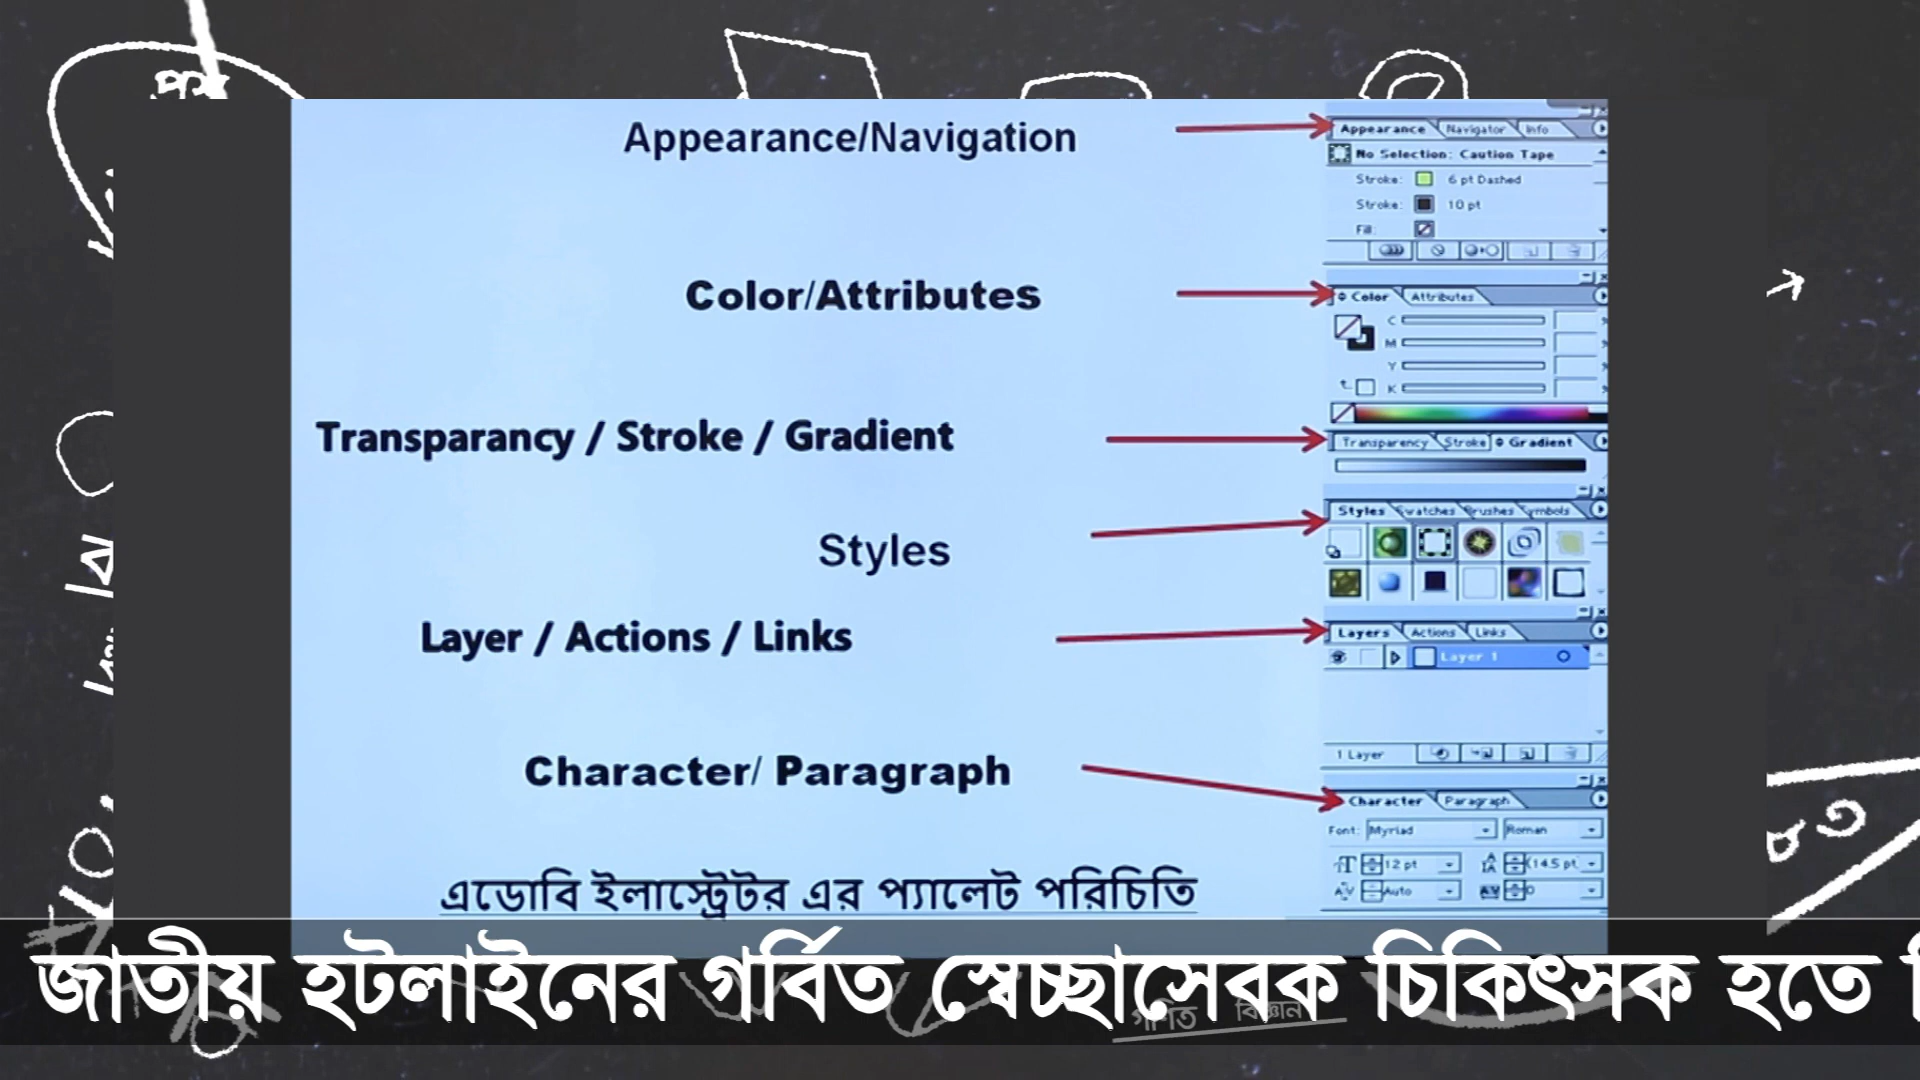 Appearance/Navigation
Appearance Navigator Info
No Selection: Caution Tape
Stroke: 6 pt Dashed
Stroke: 10 pt
Fill:
Color/Attributes
Color Attributes
C
M
Y
K
Transparancy / Stroke / Gradient
Transparency Stroke Gradient
Styles
Styles Swatches Brushes Symbols
Layer / Actions / Links
Layers Actions Links
Layer 1
1 Layer
Character/ Paragraph
Character Paragraph
Font: Myriad Roman
12 pt (14.5 pt
Auto 0
এডোবি ইলাস্ট্রেটর এর প্যালেট পরিচিতি
জাতীয় হটলাইনের গর্বিত স্বেচ্ছাসেবক চিকিৎসক হতে
গণিত বিজ্ঞান